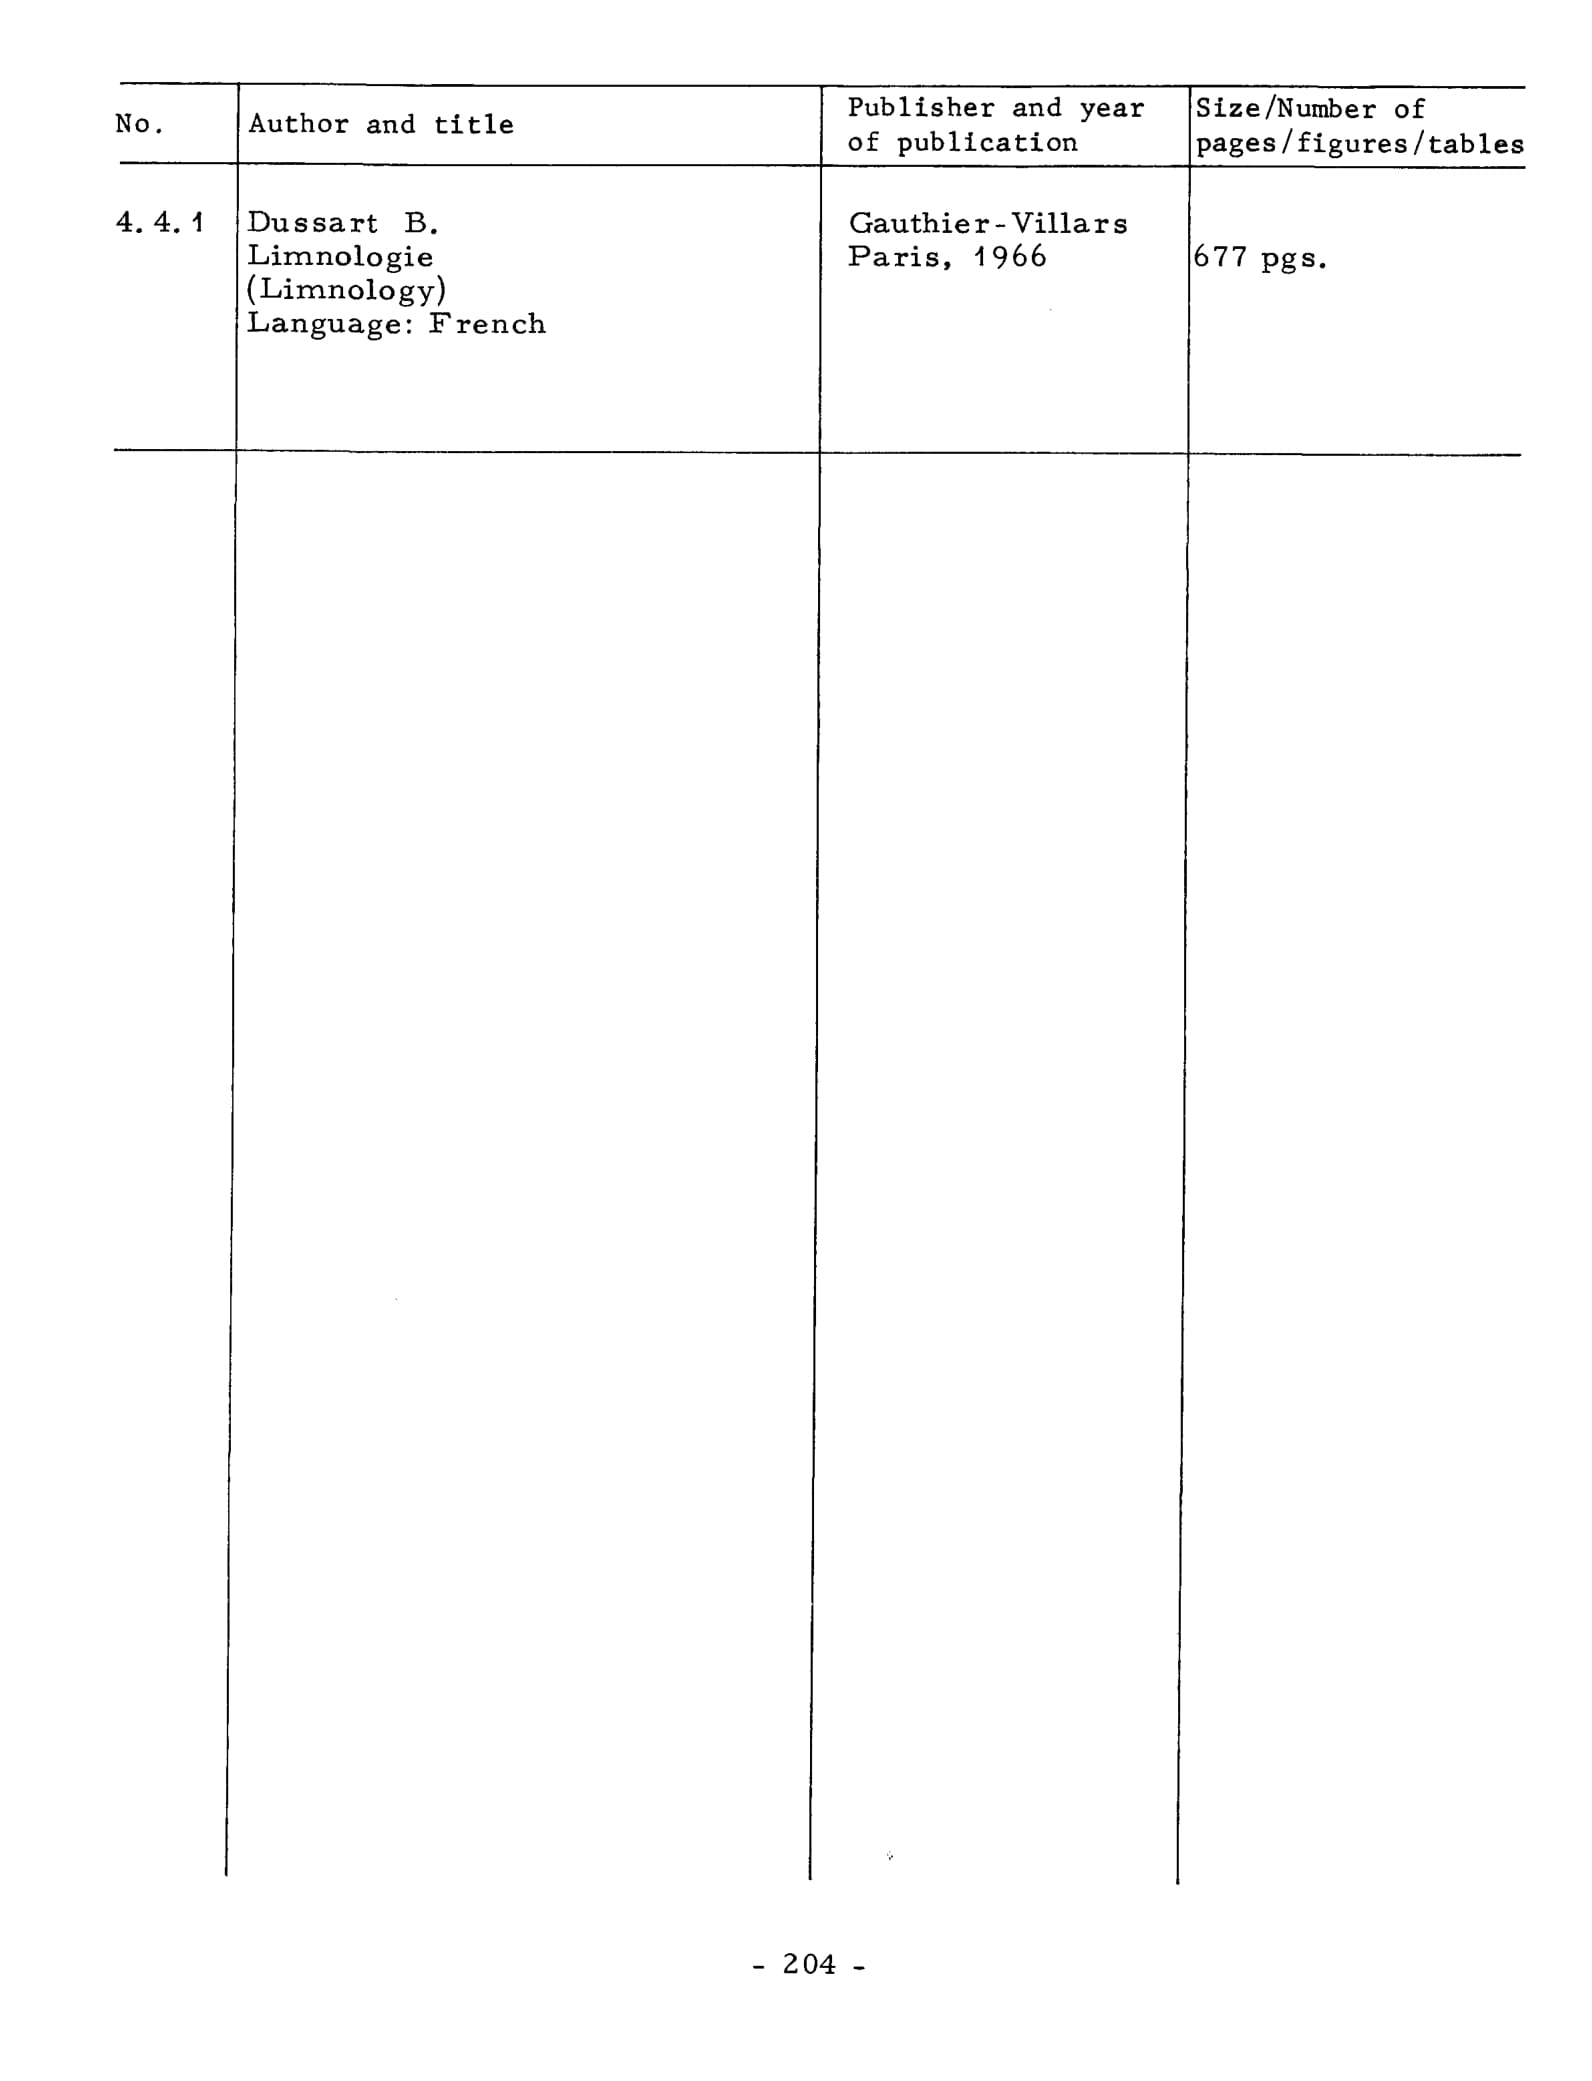 No.
Author and title
Publisher and year
of publication
Size/Number of
pages/figures/tables
4.4.1
Dussart B.
Limnologie
(Limnology)
Language: French
Gauthier-Villars
Paris, 1966
677 pgs.
- 204 -